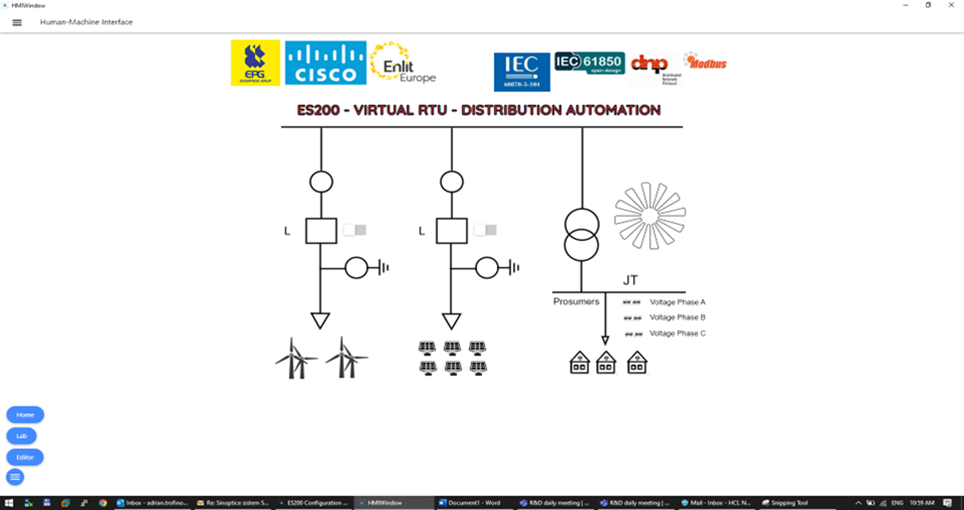 HMIWindow
Human-Machine Interface
EPG
CISCO
Enlit
Europe
IEC
60870-5-104
IEC 61850
open design
dnp
Distributed
Network
Protocol
Modbus
ES200 - VIRTUAL RTU - DISTRIBUTION AUTOMATION
L
L
JT
Prosumers
##.## Voltage Phase A
##.## Voltage Phase B
##.## Voltage Phase C
Home
Lab
Editor
Inbox - adrian.trofino...
Re: Sinoptice sistem S...
ES200 Configuration ...
HMIWindow
Document1 - Word
R&D daily meeting | ...
R&D daily meeting | ...
Mail - Inbox - HCL N...
Snipping Tool
ENG
10:59 AM